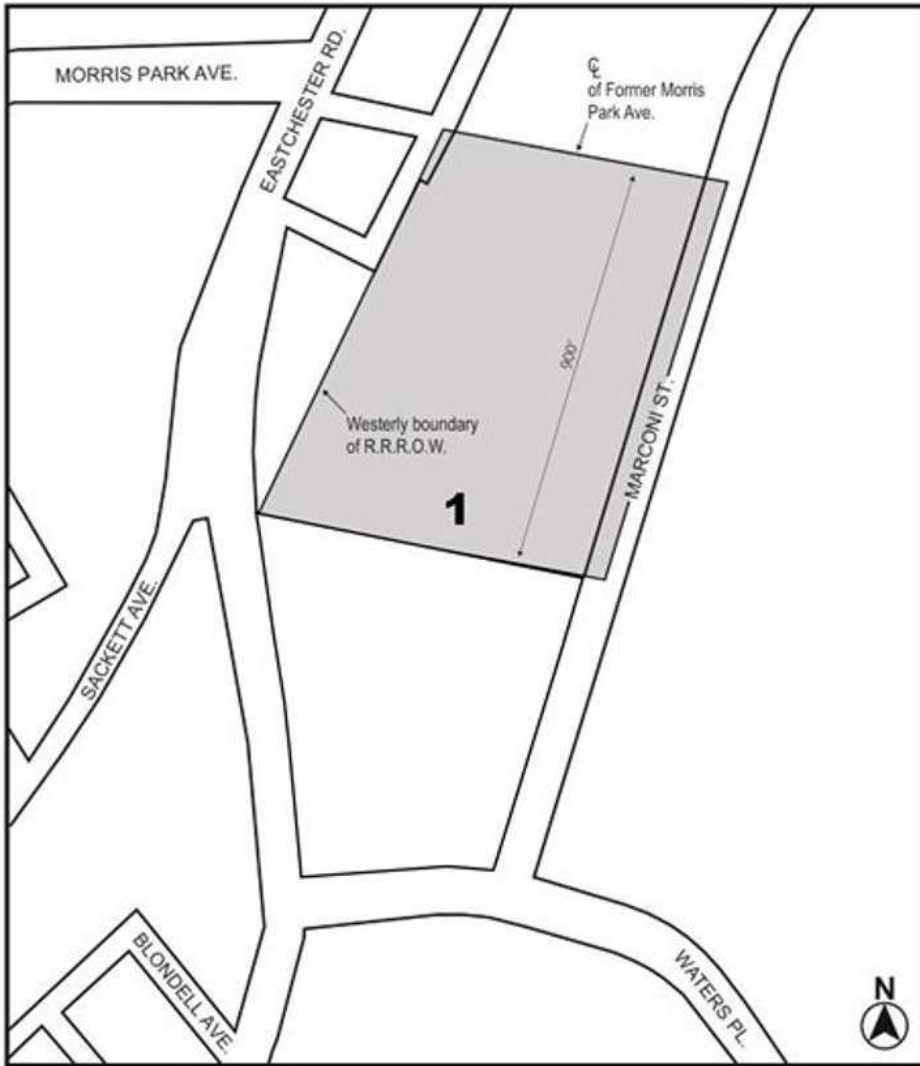 MORRIS PARK AVE.
EASTCHESTER RD.
℄
of Former Morris
Park Ave.
900'
Westerly boundary
of R.R.R.O.W.
MARCONI ST.
1
SACKETT AVE.
BLONDELL AVE.
WATERS PL.
N